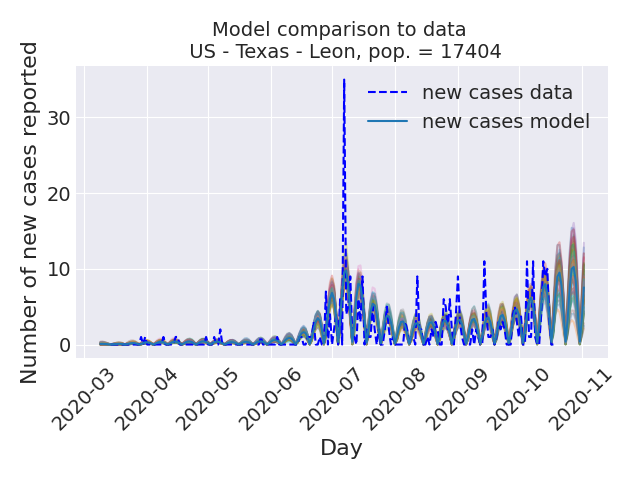 Model comparison to data
US - Texas - Leon, pop. = 17404
new cases data
new cases model
Number of new cases reported
30
20
10
0
2020-03
2020-04
2020-05
2020-06
2020-07
2020-08
2020-09
2020-10
2020-11
Day